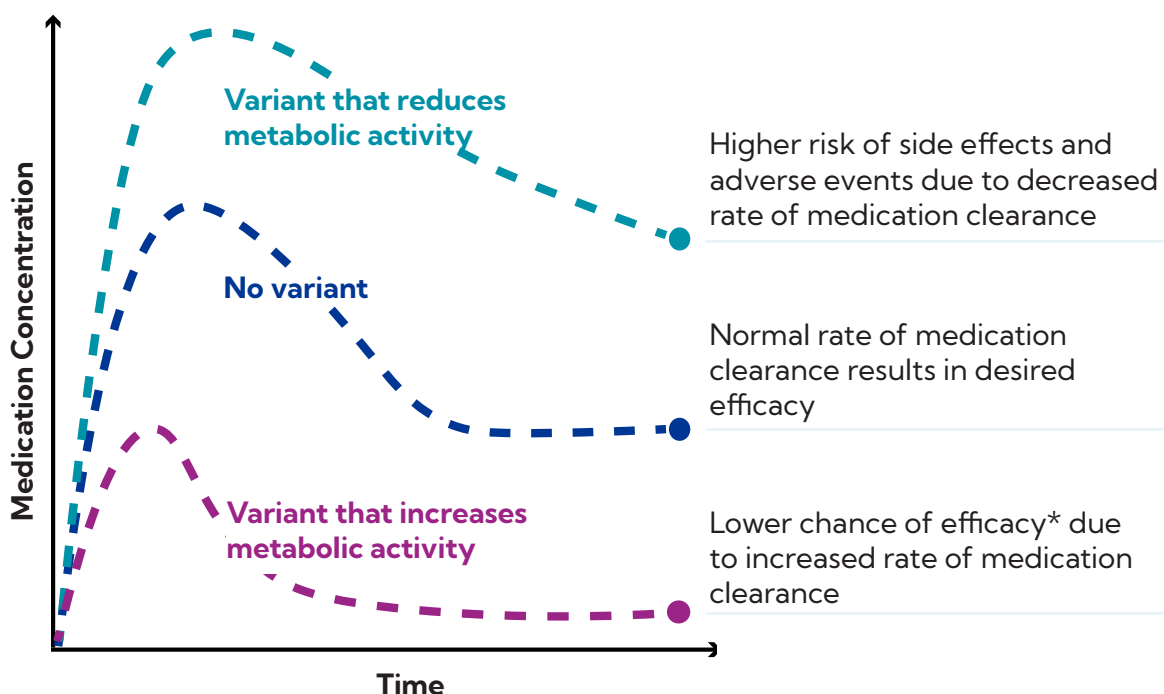 Medication Concentration
Variant that reduces
metabolic activity
Higher risk of side effects and
adverse events due to decreased
rate of medication clearance
No variant
Normal rate of medication
clearance results in desired
efficacy
Variant that increases
metabolic activity
Lower chance of efficacy* due
to increased rate of medication
clearance
Time